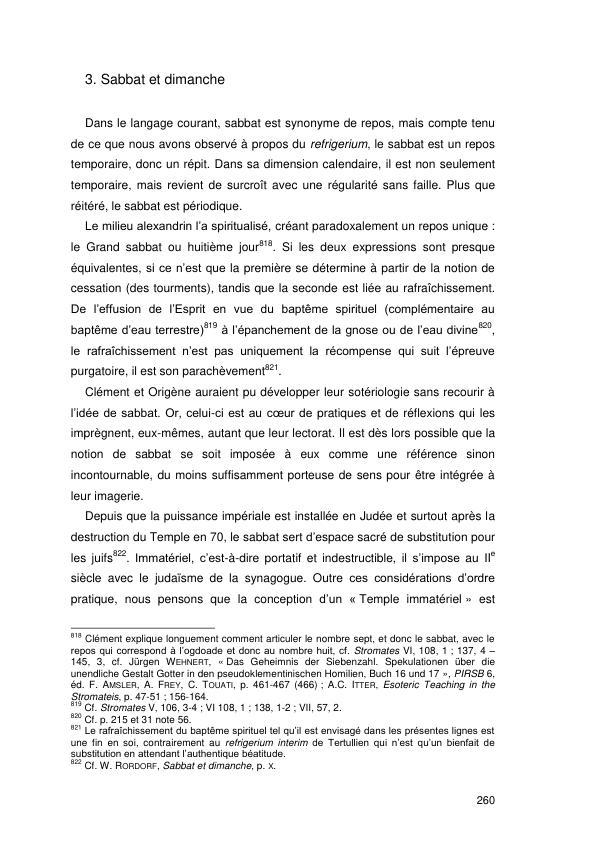 3. Sabbat et dimanche
Dans le langage courant, sabbat est synonyme de repos, mais compte tenu
de ce que nous avons observé à propos du refrigerium, le sabbat est un repos
temporaire, donc un répit. Dans sa dimension calendaire, il est non seulement
temporaire, mais revient de surcroît avec une régularité sans faille. Plus que
réitéré, le sabbat est périodique.
Le milieu alexandrin l’a spiritualisé, créant paradoxalement un repos unique :
le Grand sabbat ou huitième jour818. Si les deux expressions sont presque
équivalentes, si ce n’est que la première se détermine à partir de la notion de
cessation (des tourments), tandis que la seconde est liée au rafraîchissement.
De l’effusion de l’Esprit en vue du baptême spirituel (complémentaire au
baptême d’eau terrestre)819 à l’épanchement de la gnose ou de l’eau divine820,
le rafraîchissement n’est pas uniquement la récompense qui suit l’épreuve
purgatoire, il est son parachèvement821.
Clément et Origène auraient pu développer leur sotériologie sans recourir à
l’idée de sabbat. Or, celui-ci est au cœur de pratiques et de réflexions qui les
imprègnent, eux-mêmes, autant que leur lectorat. Il est dès lors possible que la
notion de sabbat se soit imposée à eux comme une référence sinon
incontournable, du moins suffisamment porteuse de sens pour être intégrée à
leur imagerie.
Depuis que la puissance impériale est installée en Judée et surtout après la
destruction du Temple en 70, le sabbat sert d’espace sacré de substitution pour
les juifs822. Immatériel, c’est-à-dire portatif et indestructible, il s’impose au IIe
siècle avec le judaïsme de la synagogue. Outre ces considérations d’ordre
pratique, nous pensons que la conception d’un « Temple immatériel » est
818 Clément explique longuement comment articuler le nombre sept, et donc le sabbat, avec le
repos qui correspond à l’ogdoade et donc au nombre huit, cf. Stromates VI, 108, 1 ; 137, 4 –
145, 3, cf. Jürgen WEHNERT, « Das Geheimnis der Siebenzahl. Spekulationen über die
unendliche Gestalt Gotter in den pseudoklementinischen Homilien, Buch 16 und 17 », PIRSB 6,
éd. F. AMSLER, A. FREY, C. TOUATI, p. 461-467 (466) ; A.C. ITTER, Esoteric Teaching in the
Stromateis, p. 47-51 ; 156-164.
819 Cf. Stromates V, 106, 3-4 ; VI 108, 1 ; 138, 1-2 ; VII, 57, 2.
820 Cf. p. 215 et 31 note 56.
821 Le rafraîchissement du baptême spirituel tel qu’il est envisagé dans les présentes lignes est
une fin en soi, contrairement au refrigerium interim de Tertullien qui n’est qu’un bienfait de
substitution en attendant l’authentique béatitude.
822 Cf. W. RORDORF, Sabbat et dimanche, p. X.
260